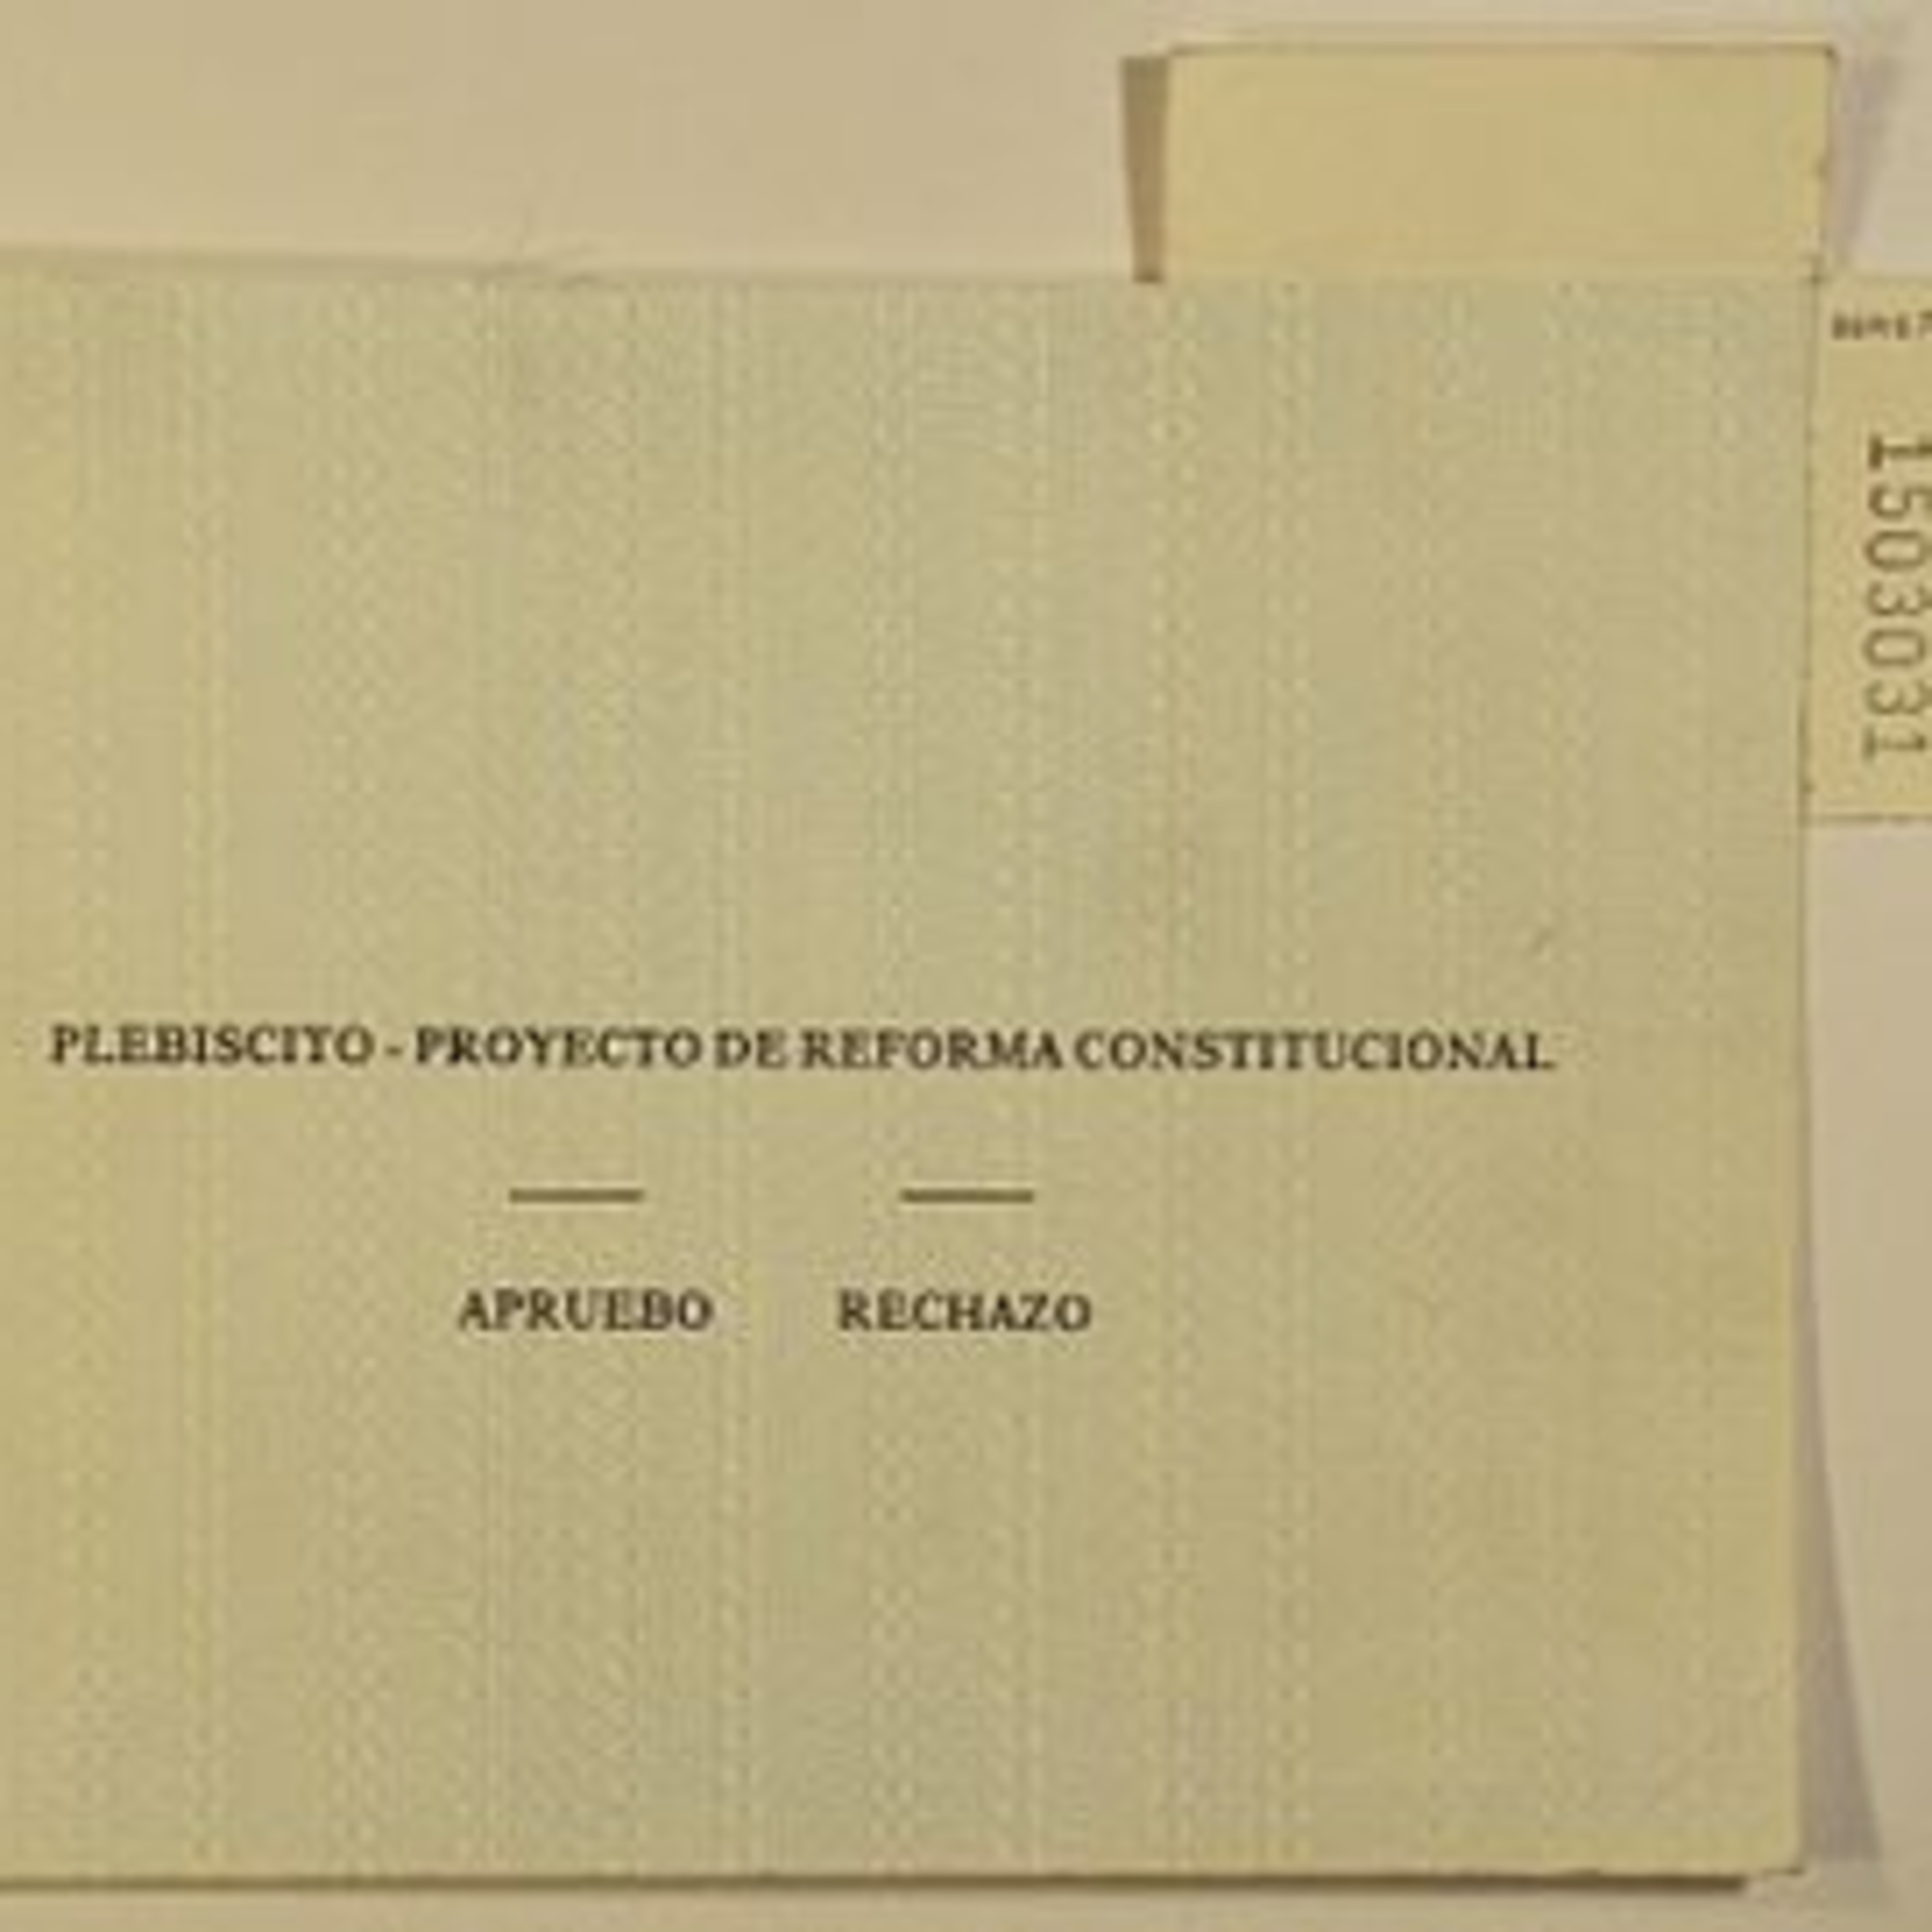 1503031
PLEBISCITO - PROYECTO DE REFORMA CONSTITUCIONAL
APRUEBO RECHAZO